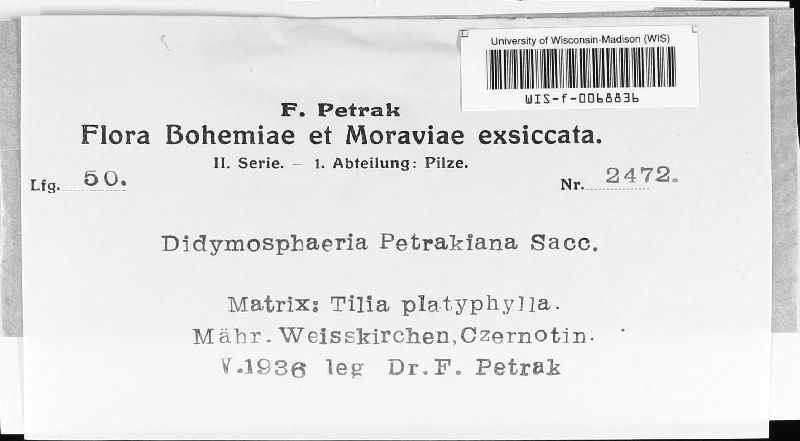 University of Wisconsin-Madison (WIS)
WIS-f-0068836
F. Petrak
Flora Bohemiae et Moraviae exsiccata.
II. Serie. – 1. Abteilung: Pilze.
Lfg. 50.
Nr. 2472.
Didymosphaeria Petrakiana Sacc.
Matrix: Tilia platyphylla.
Mähr. Weisskirchen, Czernotin.
V.1936 leg Dr. F. Petrak